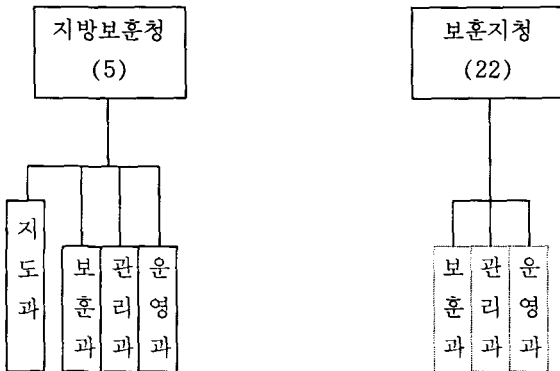 지방보훈청
(5)
보훈지청
(22)
지도과
보훈과
관리과
운영과
보훈과
관리과
운영과